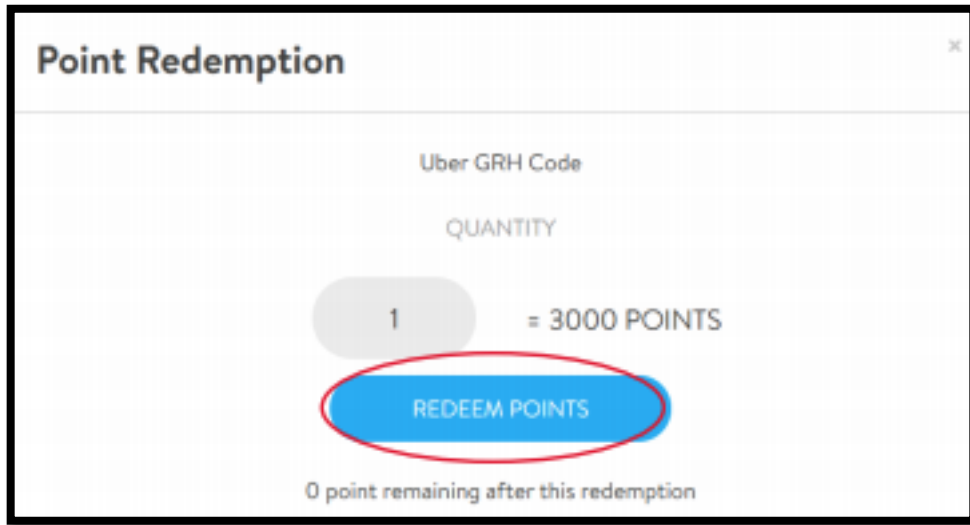 Point Redemption
×
Uber GRH Code
QUANTITY
1 = 3000 POINTS
REDEEM POINTS
0 point remaining after this redemption